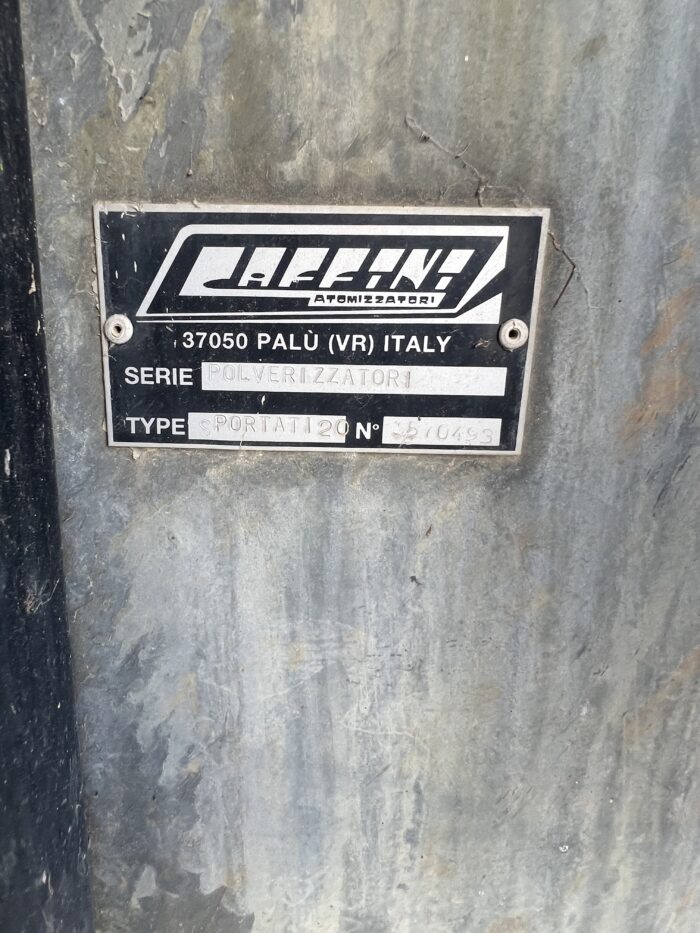 CAFFINI
ATOMIZZATORI
37050 PALÙ (VR) ITALY
SERIE POLVERIZZATORI
TYPE PORTATI 20 N°